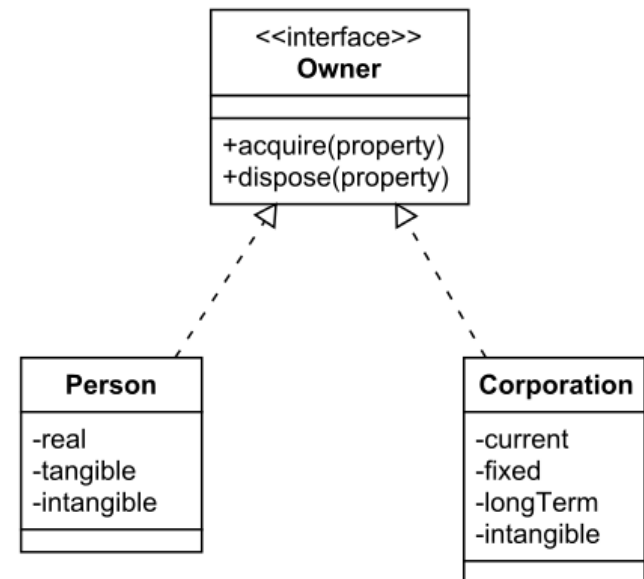 <<interface>>
Owner
+acquire(property)
+dispose(property)
Person
-real
-tangible
-intangible
Corporation
-current
-fixed
-longTerm
-intangible